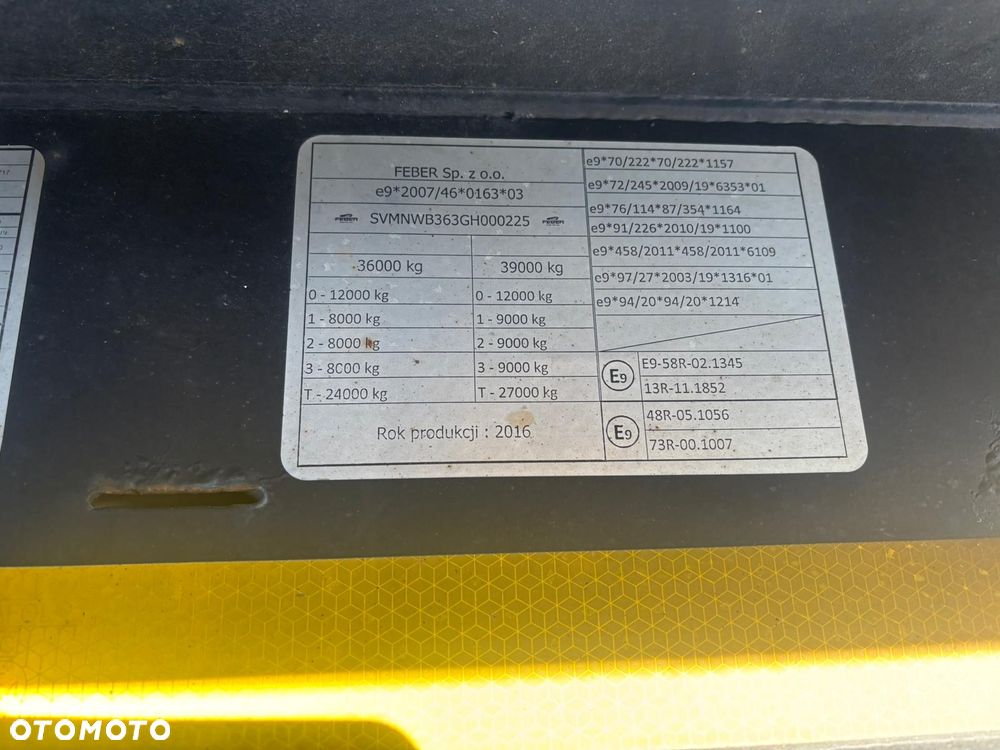 FEBER Sp. z o.o.
e9*2007/46*0163*03
FEBER SVMNWB363GH000225 FEBER
36000 kg 39000 kg
0 - 12000 kg 0 - 12000 kg
1 - 8000 kg 1 - 9000 kg
2 - 8000 kg 2 - 9000 kg
3 - 8000 kg 3 - 9000 kg
T - 24000 kg T - 27000 kg
Rok produkcji : 2016
e9*70/222*70/222*1157
e9*72/245*2009/19*6353*01
e9*76/114*87/354*1164
e9*91/226*2010/19*1100
e9*458/2011*458/2011*6109
e9*97/27*2003/19*1316*01
e9*94/20*94/20*1214
E9 E9-58R-02.1345
13R-11.1852
E9 48R-05.1056
73R-00.1007
OTOMOTO